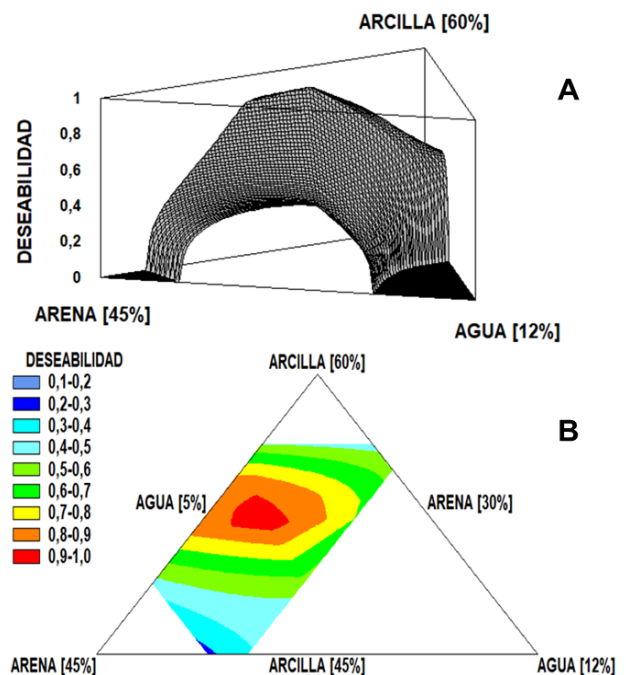 ARCILLA [60%]
A
DESEABILIDAD
1
0,8
0,6
0,4
0,2
0
ARENA [45%]
AGUA [12%]
DESEABILIDAD
0,1-0,2
0,2-0,3
0,3-0,4
0,4-0,5
0,5-0,6
0,6-0,7
0,7-0,8
0,8-0,9
0,9-1,0
ARCILLA [60%]
B
AGUA [5%]
ARENA [30%]
ARENA [45%]
ARCILLA [45%]
AGUA [12%]